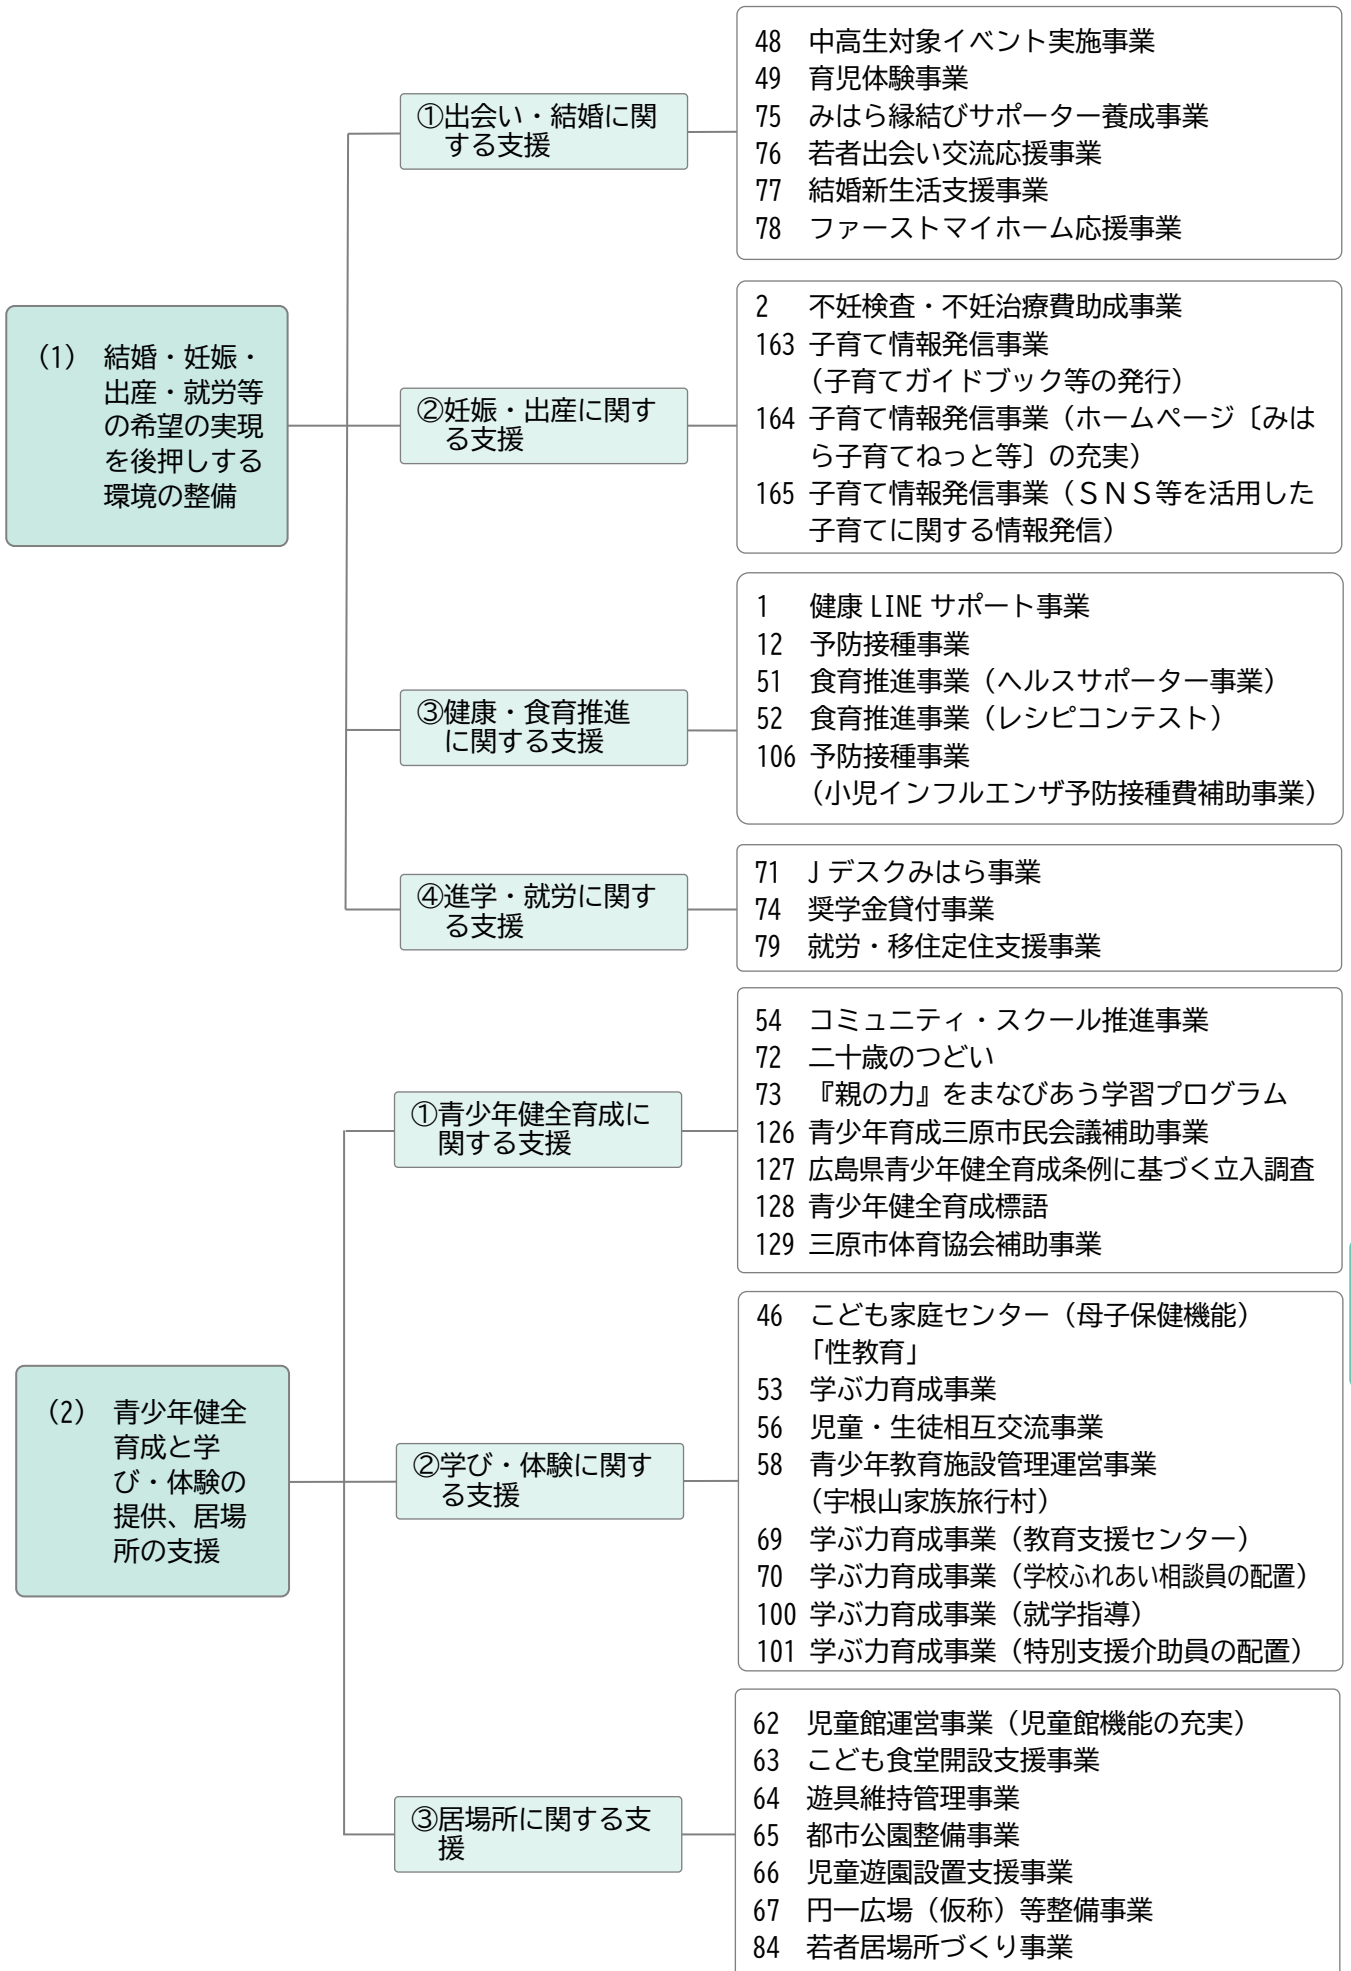 (1) 結婚・妊娠・
出産・就労等
の希望の実現
を後押しする
環境の整備
①出会い・結婚に関
する支援
48 中高生対象イベント実施事業
49 育児体験事業
75 みはら縁結びサポーター養成事業
76 若者出会い交流応援事業
77 結婚新生活支援事業
78 ファーストマイホーム応援事業
②妊娠・出産に関す
る支援
2 不妊検査・不妊治療費助成事業
163 子育て情報発信事業
（子育てガイドブック等の発行）
164 子育て情報発信事業（ホームページ〔みは
ら子育てねっと等〕の充実）
165 子育て情報発信事業（ＳＮＳ等を活用した
子育てに関する情報発信）
③健康・食育推進
に関する支援
1 健康 LINE サポート事業
12 予防接種事業
51 食育推進事業（ヘルスサポーター事業）
52 食育推進事業（レシピコンテスト）
106 予防接種事業
（小児インフルエンザ予防接種費補助事業）
④進学・就労に関す
る支援
71 J デスクみはら事業
74 奨学金貸付事業
79 就労・移住定住支援事業
(2) 青少年健全
育成と学
び・体験の
提供、居場
所の支援
①青少年健全育成に
関する支援
54 コミュニティ・スクール推進事業
72 二十歳のつどい
73 『親の力』をまなびあう学習プログラム
126 青少年育成三原市民会議補助事業
127 広島県青少年健全育成条例に基づく立入調査
128 青少年健全育成標語
129 三原市体育協会補助事業
②学び・体験に関す
る支援
46 こども家庭センター（母子保健機能）
「性教育」
53 学ぶ力育成事業
56 児童・生徒相互交流事業
58 青少年教育施設管理運営事業
（宇根山家族旅行村）
69 学ぶ力育成事業（教育支援センター）
70 学ぶ力育成事業（学校ふれあい相談員の配置）
100 学ぶ力育成事業（就学指導）
101 学ぶ力育成事業（特別支援介助員の配置）
③居場所に関する支
援
62 児童館運営事業（児童館機能の充実）
63 こども食堂開設支援事業
64 遊具維持管理事業
65 都市公園整備事業
66 児童遊園設置支援事業
67 円一広場（仮称）等整備事業
84 若者居場所づくり事業